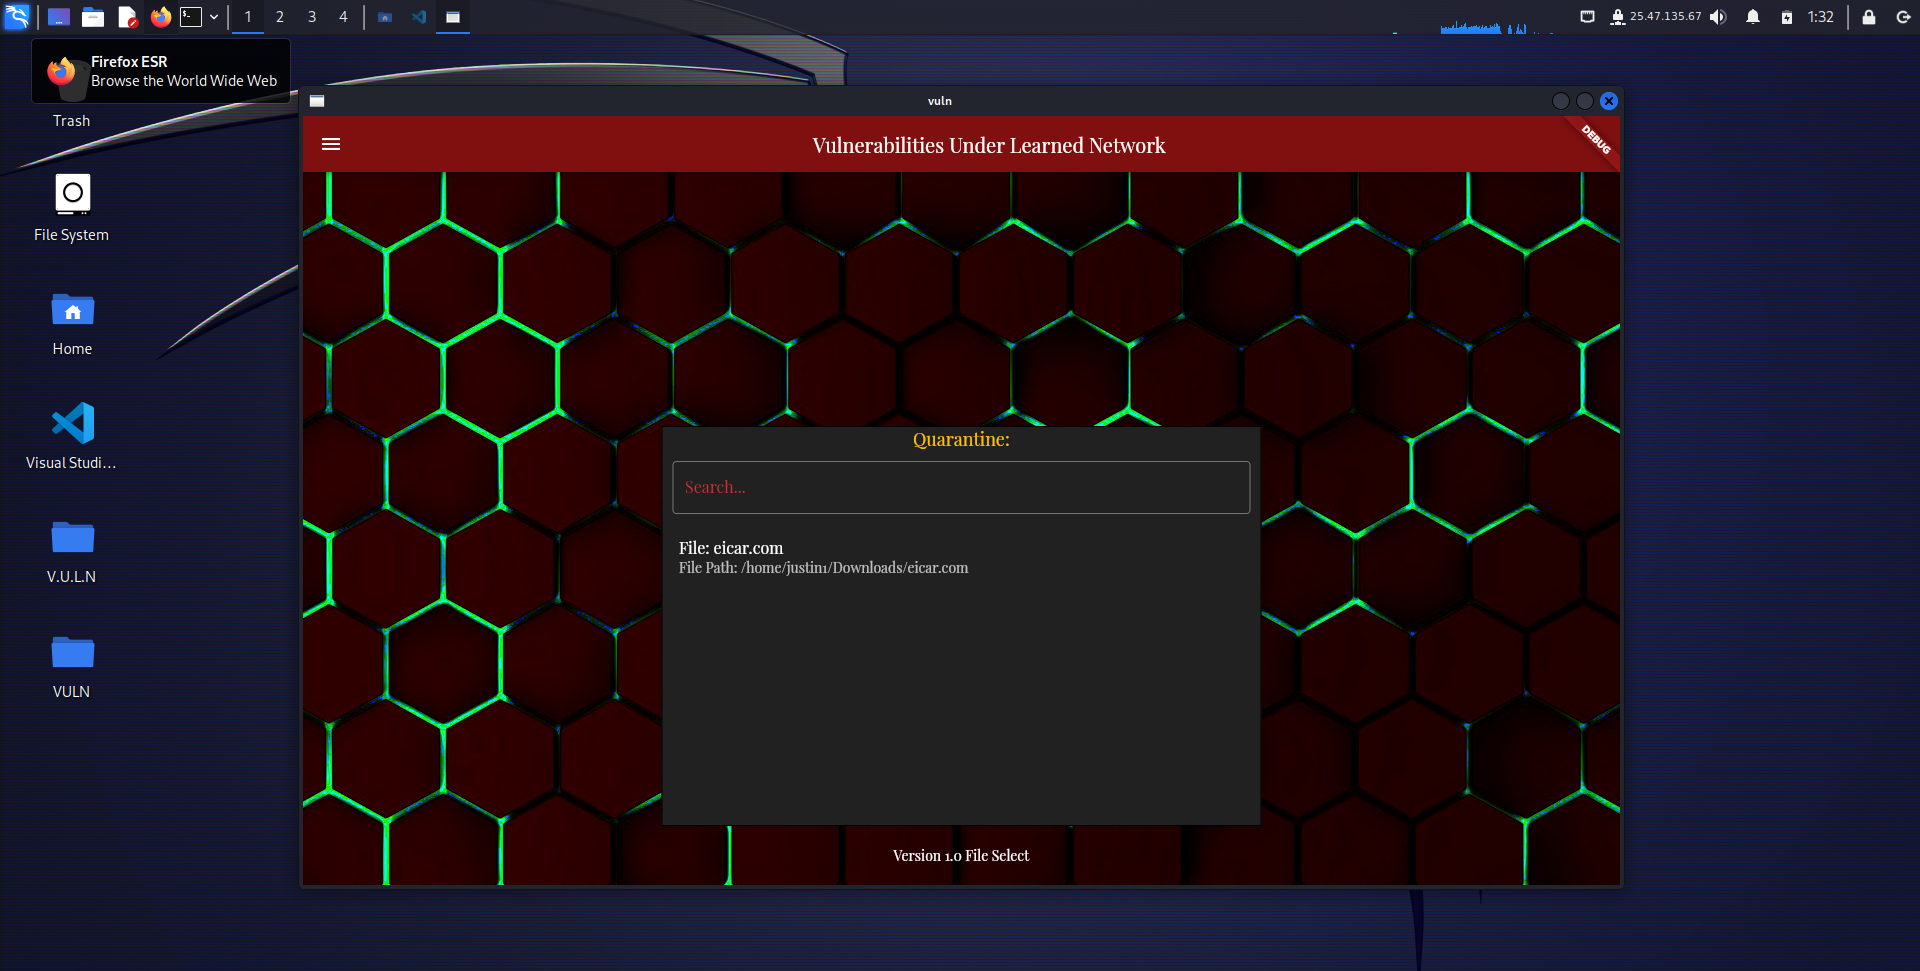 1 2 3 4
25.47.135.67
1:32
Firefox ESR
Browse the World Wide Web
Trash
File System
Home
Visual Studi...
V.U.L.N
VULN
vuln
Vulnerabilities Under Learned Network
DEBUG
Quarantine:
Search...
File: eicar.com
File Path: /home/justin1/Downloads/eicar.com
Version 1.0 File Select